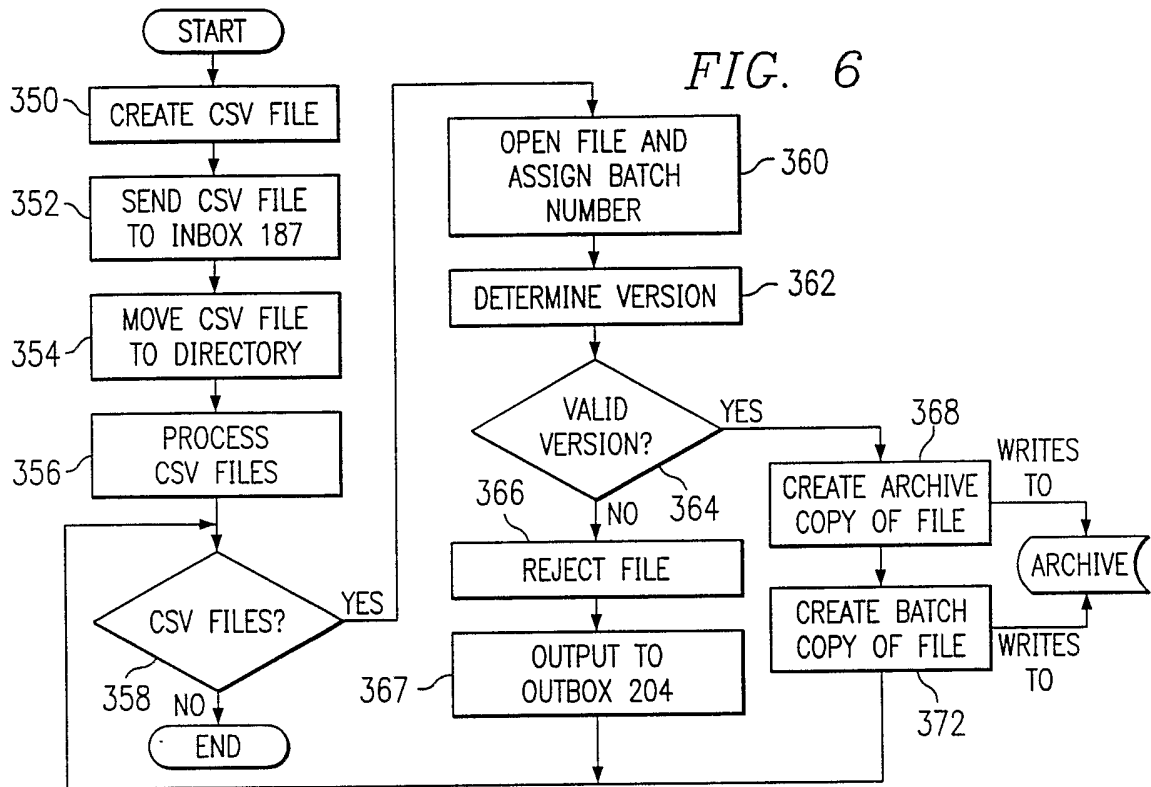 FIG. 6
START
350
CREATE CSV FILE
352
SEND CSV FILE
TO INBOX 187
354
MOVE CSV FILE
TO DIRECTORY
356
PROCESS
CSV FILES
CSV FILES?
YES
358
NO
END
OPEN FILE AND
ASSIGN BATCH
NUMBER
360
DETERMINE VERSION
362
VALID
VERSION?
YES
364
NO
366
REJECT FILE
367
OUTPUT TO
OUTBOX 204
368
CREATE ARCHIVE
COPY OF FILE
WRITES
TO
ARCHIVE
CREATE BATCH
COPY OF FILE
WRITES
TO
372